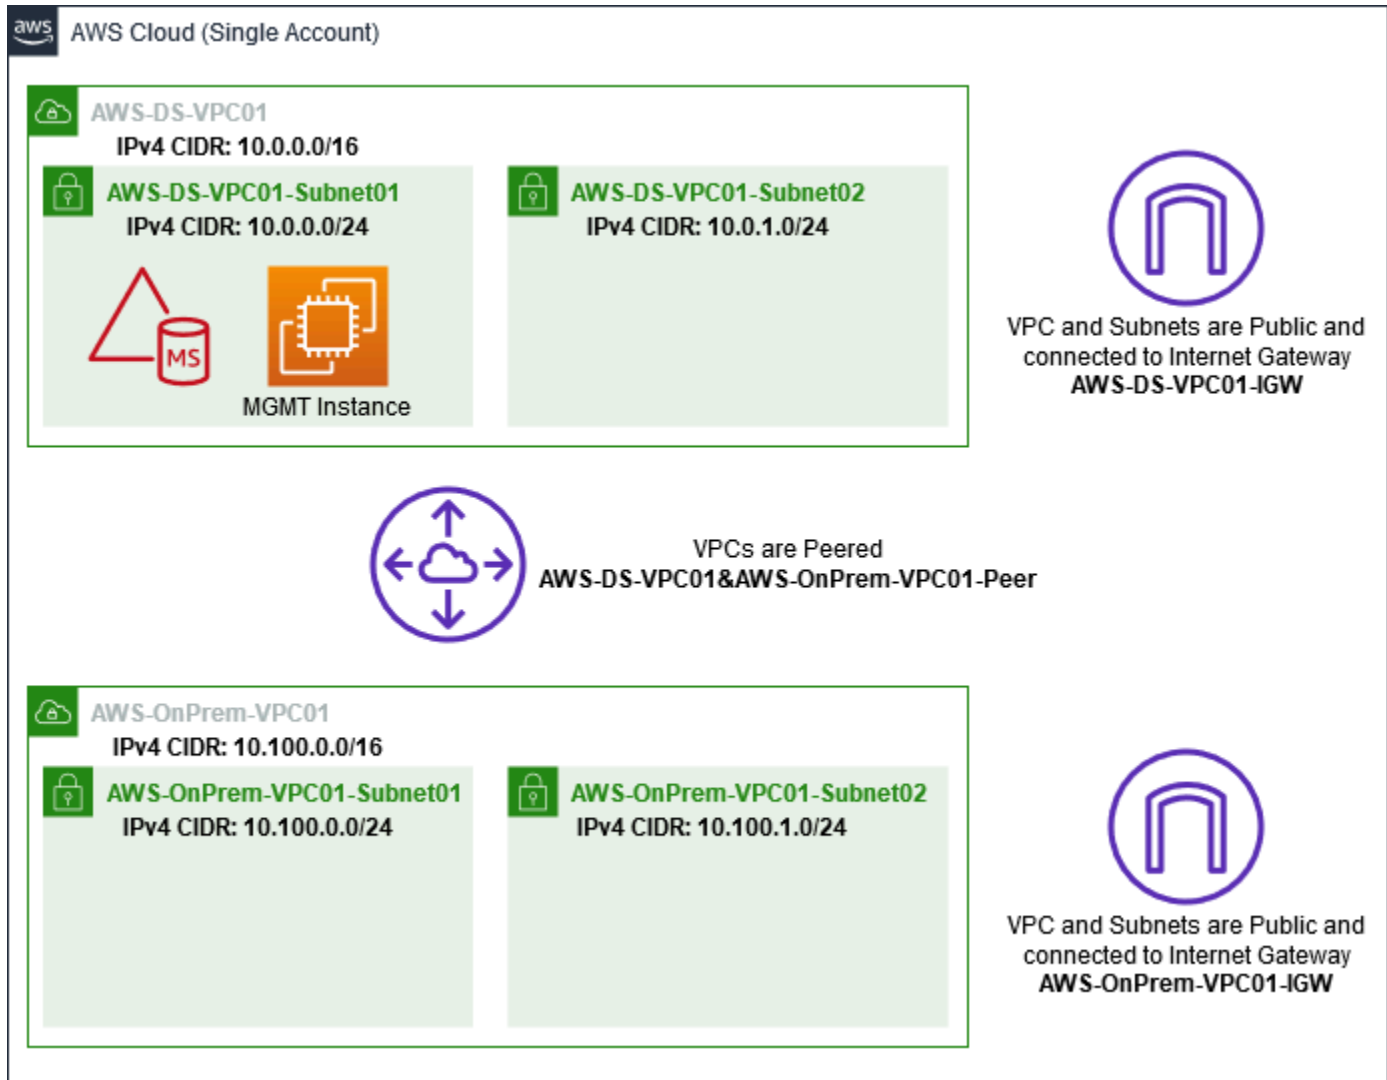 aws
AWS Cloud (Single Account)
AWS-DS-VPC01
IPv4 CIDR: 10.0.0.0/16
AWS-DS-VPC01-Subnet01
IPv4 CIDR: 10.0.0.0/24
MS
MGMT Instance
AWS-DS-VPC01-Subnet02
IPv4 CIDR: 10.0.1.0/24
VPC and Subnets are Public and
connected to Internet Gateway
AWS-DS-VPC01-IGW
VPCs are Peered
AWS-DS-VPC01&AWS-OnPrem-VPC01-Peer
AWS-OnPrem-VPC01
IPv4 CIDR: 10.100.0.0/16
AWS-OnPrem-VPC01-Subnet01
IPv4 CIDR: 10.100.0.0/24
AWS-OnPrem-VPC01-Subnet02
IPv4 CIDR: 10.100.1.0/24
VPC and Subnets are Public and
connected to Internet Gateway
AWS-OnPrem-VPC01-IGW